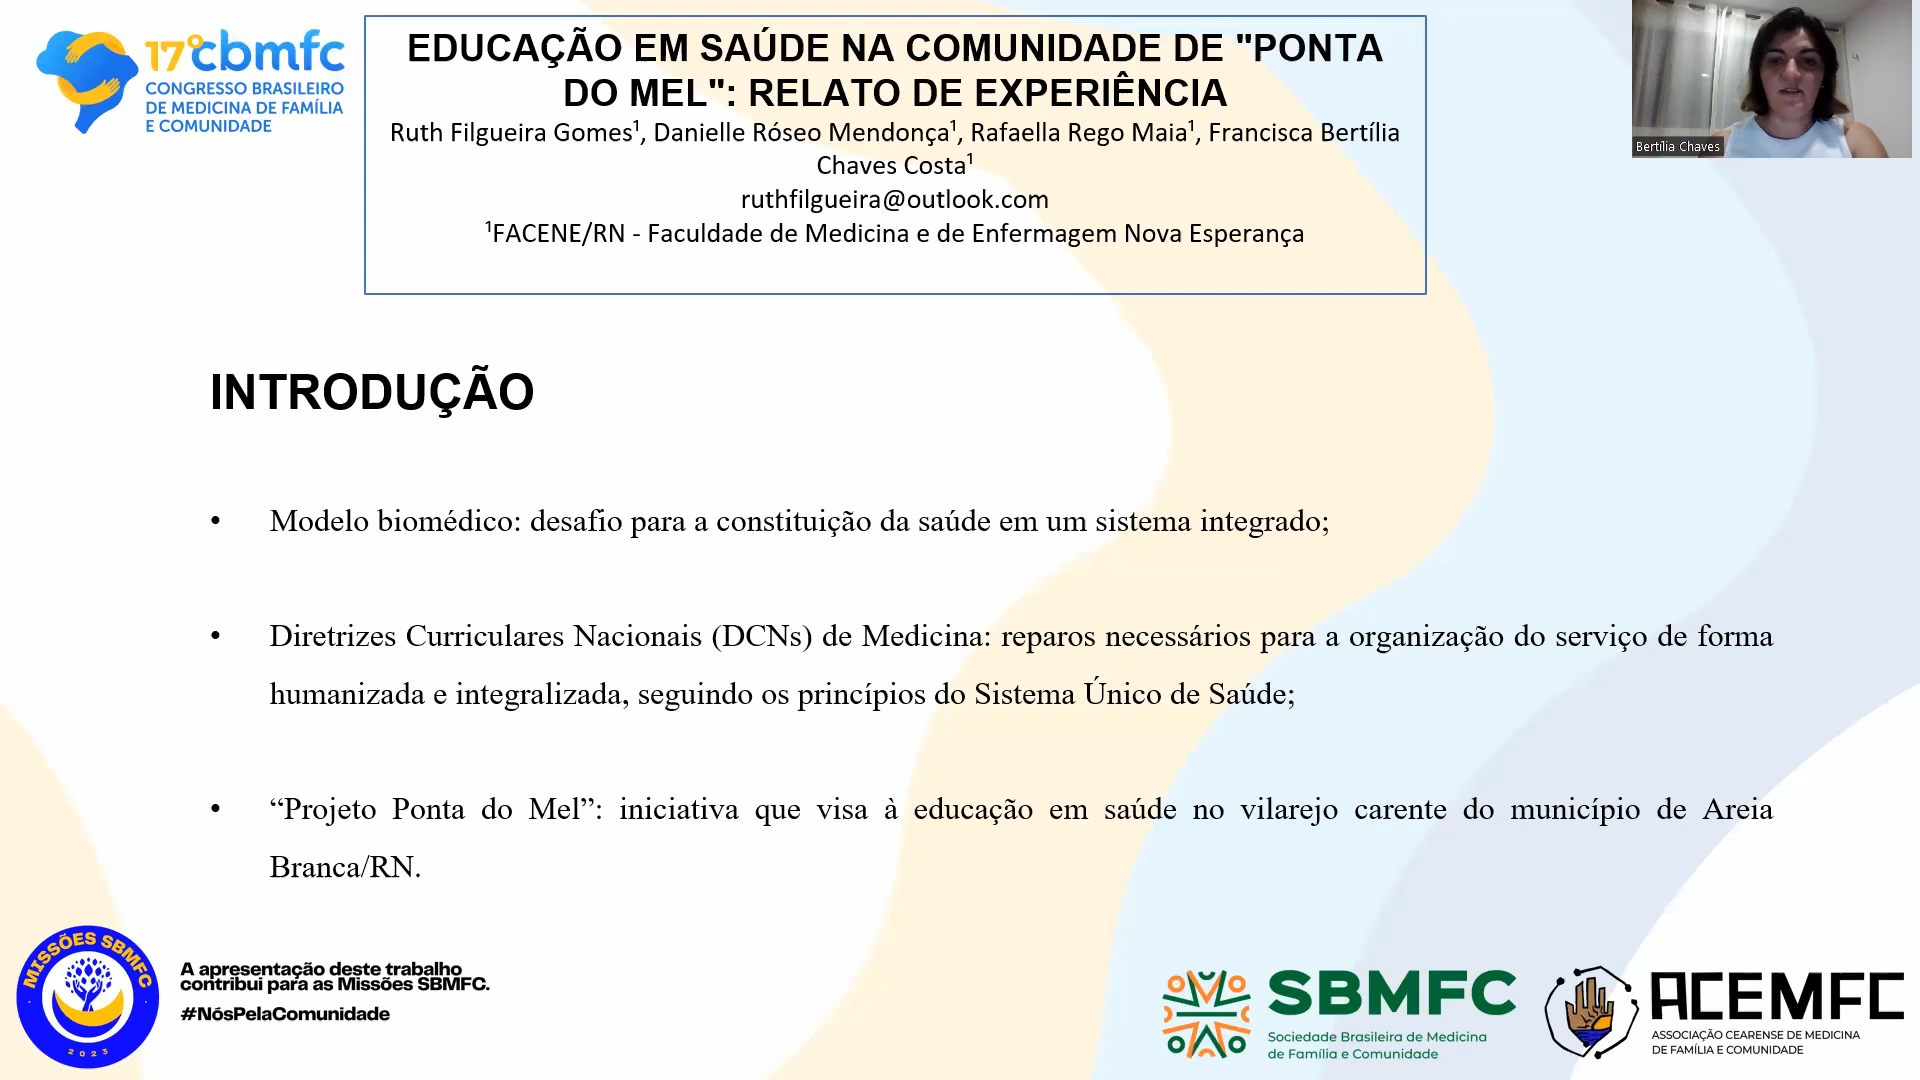 17º cbmfc
CONGRESSO BRASILEIRO
DE MEDICINA DE FAMÍLIA
E COMUNIDADE
EDUCAÇÃO EM SAÚDE NA COMUNIDADE DE "PONTA
DO MEL": RELATO DE EXPERIÊNCIA
Ruth Filgueira Gomes¹, Danielle Róseo Mendonça¹, Rafaella Rego Maia¹, Francisca Bertília
Chaves Costa¹
ruthfilgueira@outlook.com
¹FACENE/RN - Faculdade de Medicina e de Enfermagem Nova Esperança
Bertília Chaves
INTRODUÇÃO
• Modelo biomédico: desafio para a constituição da saúde em um sistema integrado;
• Diretrizes Curriculares Nacionais (DCNs) de Medicina: reparos necessários para a organização do serviço de forma
humanizada e integralizada, seguindo os princípios do Sistema Único de Saúde;
• “Projeto Ponta do Mel”: iniciativa que visa à educação em saúde no vilarejo carente do município de Areia
Branca/RN.
MISSÕES SBMFC
2023
A apresentação deste trabalho
contribui para as Missões SBMFC.
#NósPelaComunidade
SBMFC
Sociedade Brasileira de Medicina
de Família e Comunidade
ACEMFC
ASSOCIAÇÃO CEARENSE DE MEDICINA
DE FAMÍLIA E COMUNIDADE